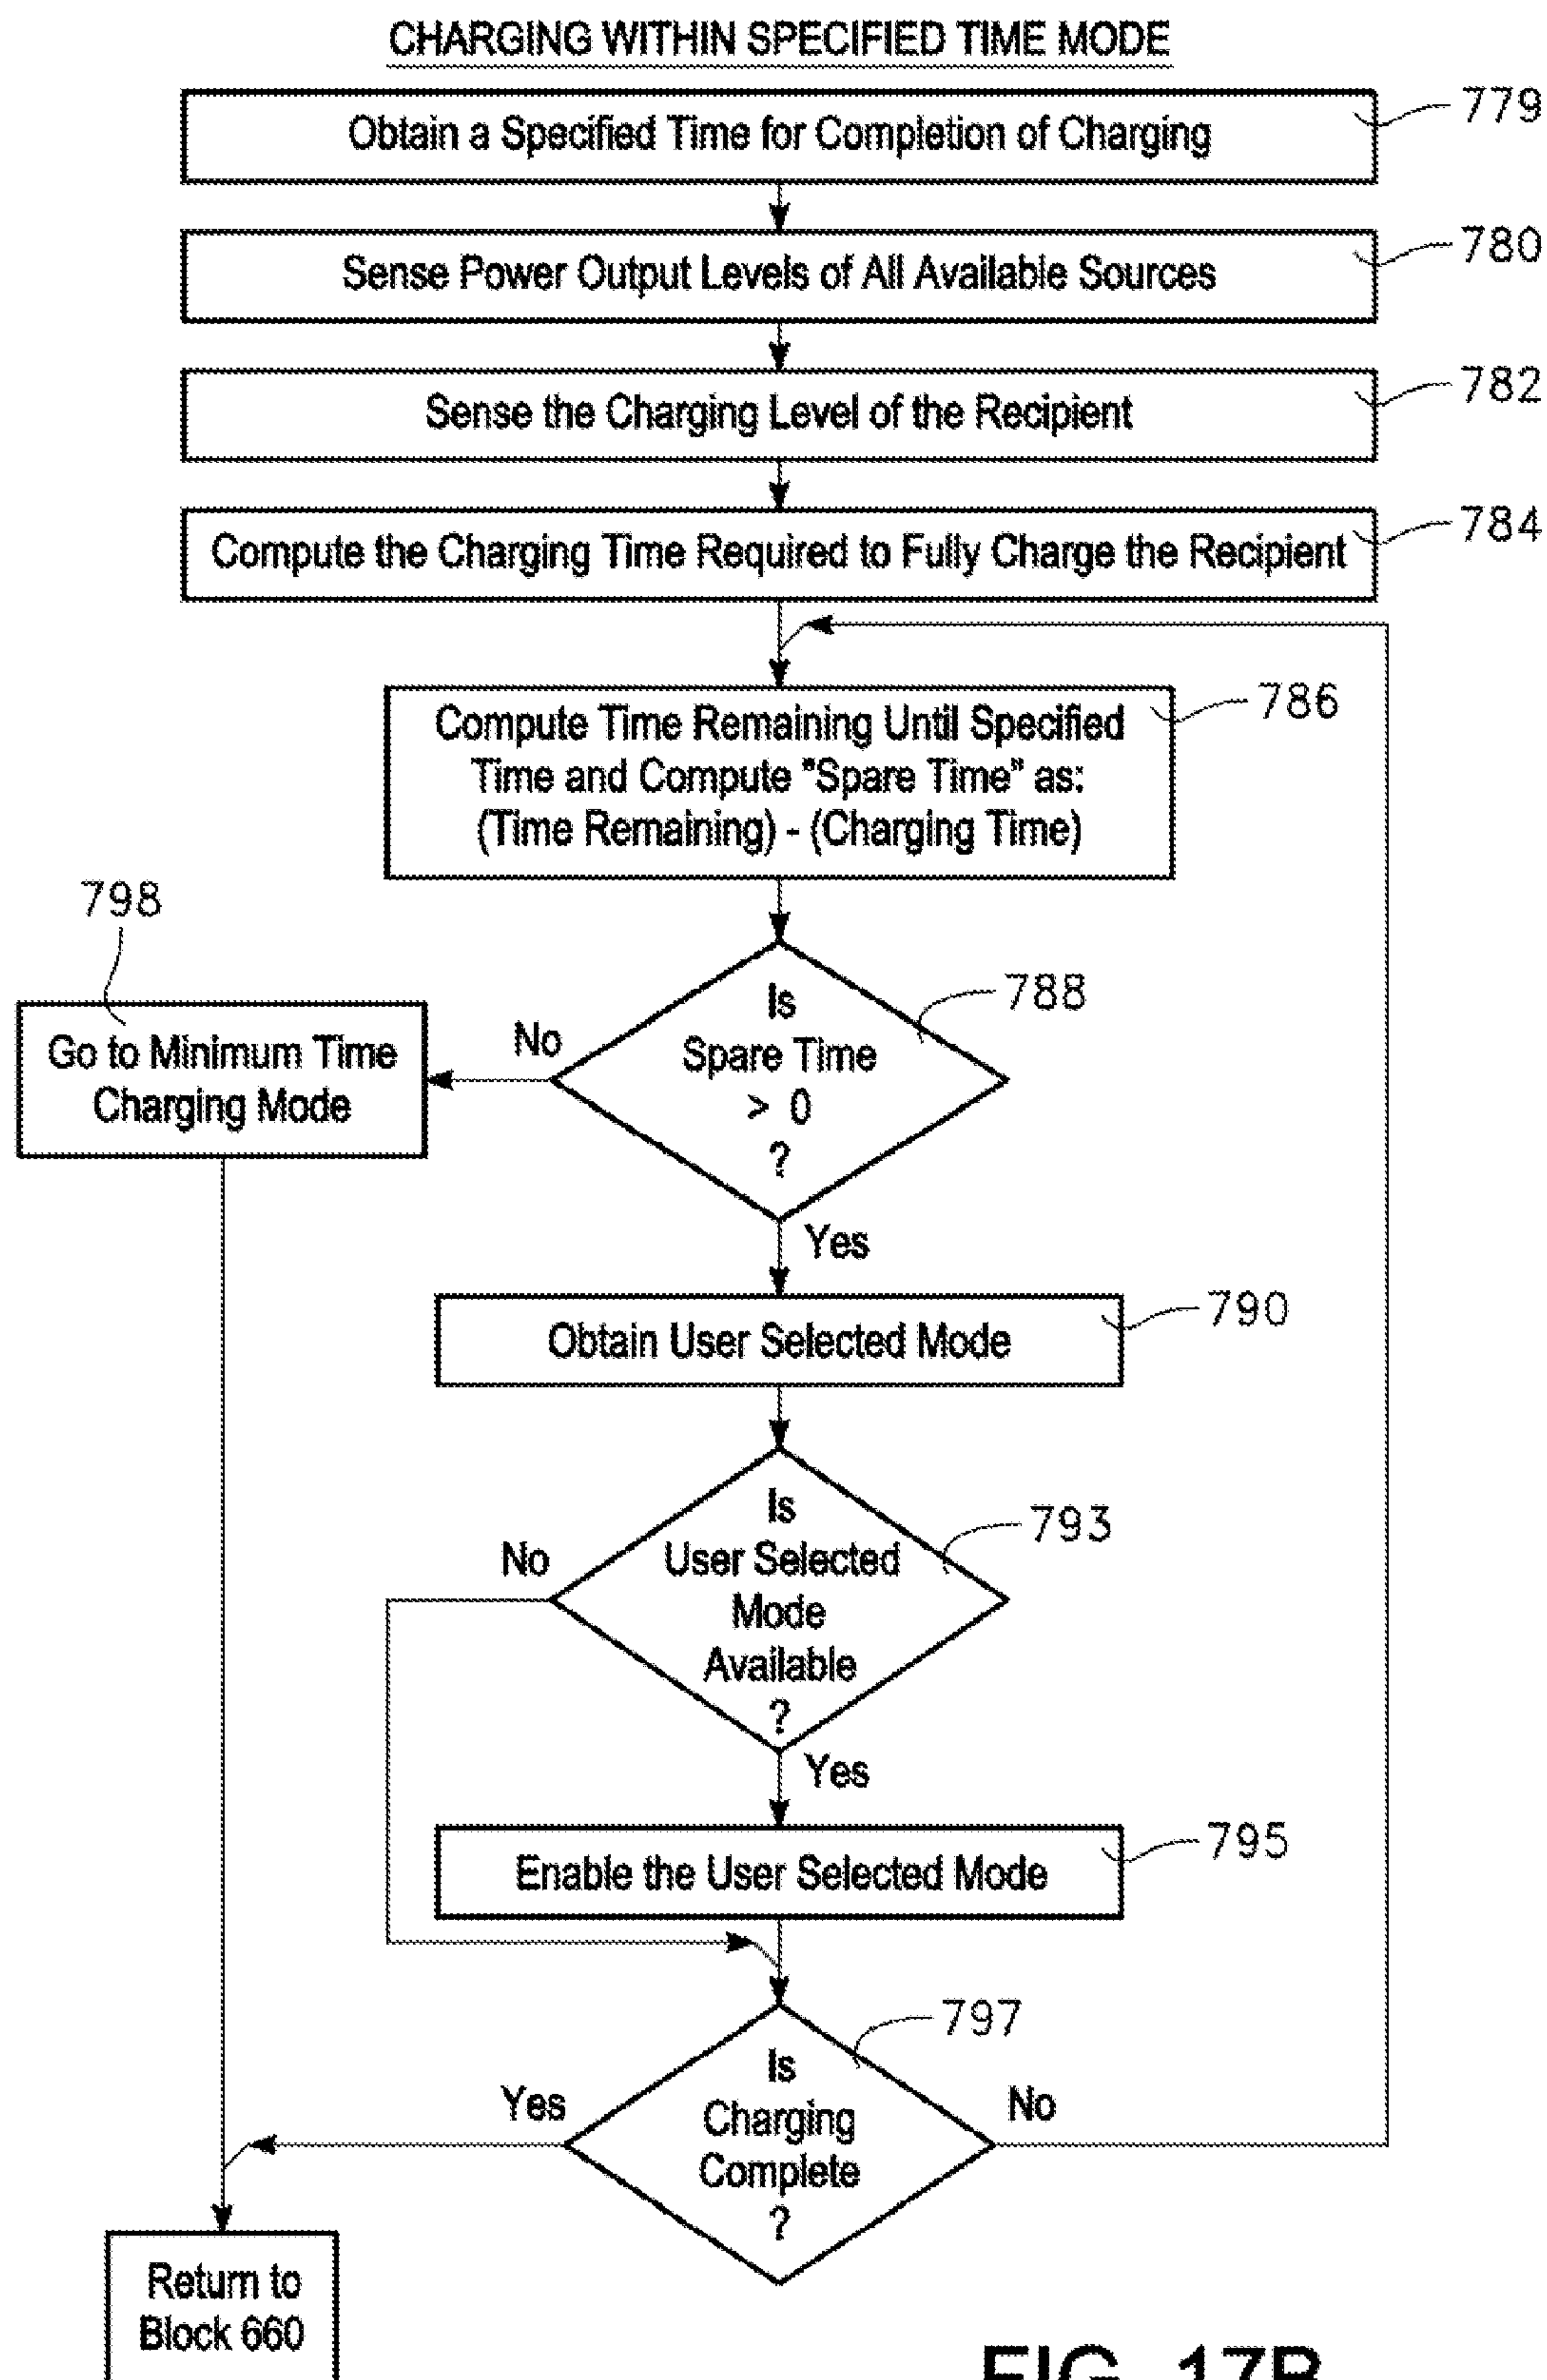 CHARGING WITHIN SPECIFIED TIME MODE
779
Obtain a Specified Time for Completion of Charging
780
Sense Power Output Levels of All Available Sources
782
Sense the Charging Level of the Recipient
784
Compute the Charging Time Required to Fully Charge the Recipient
786
Compute Time Remaining Until Specified
Time and Compute "Spare Time" as:
(Time Remaining) - (Charging Time)
798
788
Is
Spare Time
> 0
?
No
Go to Minimum Time
Charging Mode
Yes
790
Obtain User Selected Mode
793
Is
User Selected
Mode
Available
?
No
Yes
795
Enable the User Selected Mode
797
Is
Charging
Complete
?
Yes
No
Return to
Block 660
FIG. 17B